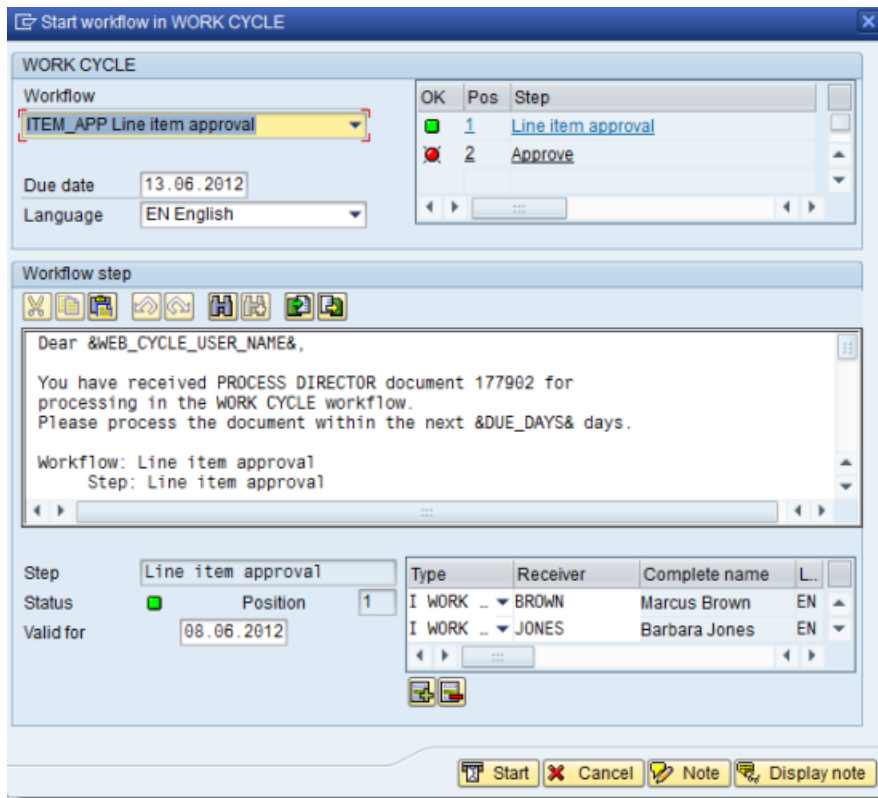 Start workflow in WORK CYCLE
WORK CYCLE
Workflow
ITEM_APP Line item approval
Due date 13.06.2012
Language EN English
OK Pos Step
1 Line item approval
2 Approve
Workflow step
Dear &WEB_CYCLE_USER_NAME&,
You have received PROCESS DIRECTOR document 177902 for
processing in the WORK CYCLE workflow.
Please process the document within the next &DUE_DAYS& days.
Workflow: Line item approval
Step: Line item approval
Step Line item approval
Status Position 1
Valid for 08.06.2012
Type Receiver Complete name L..
I WORK … BROWN Marcus Brown EN
I WORK … JONES Barbara Jones EN
Start Cancel Note Display note